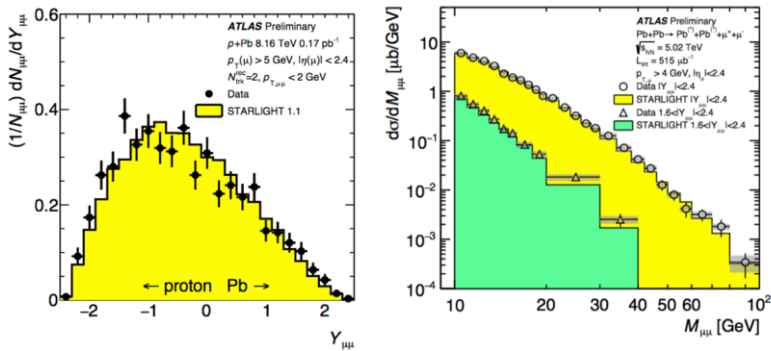 ATLAS Preliminary
p+Pb 8.16 TeV 0.17 pb⁻¹
p_T(μ) > 5 GeV, |η(μ)| < 2.4
N_trk^rec=2, p_T,μμ < 2 GeV
Data
STARLIGHT 1.1
(1/N_μμ) dN_μμ/dY_μμ
0.6
0.4
0.2
0
← proton Pb →
−2
−1
0
1
2
Y_μμ
ATLAS Preliminary
Pb+Pb→ Pb(*)+Pb(*)+μ⁺+μ⁻
√s_NN = 5.02 TeV
L_int = 515 μb⁻¹
p_T,μ > 4 GeV, |η_μ|<2.4
Data |Y_μμ|<2.4
STARLIGHT |Y_μμ|<2.4
Data 1.6<|Y_μμ|<2.4
STARLIGHT 1.6<|Y_μμ|<2.4
dσ/dM_μμ [μb/GeV]
10
1
10⁻¹
10⁻²
10⁻³
10⁻⁴
10
20
30
40
50
60
10²
M_μμ [GeV]